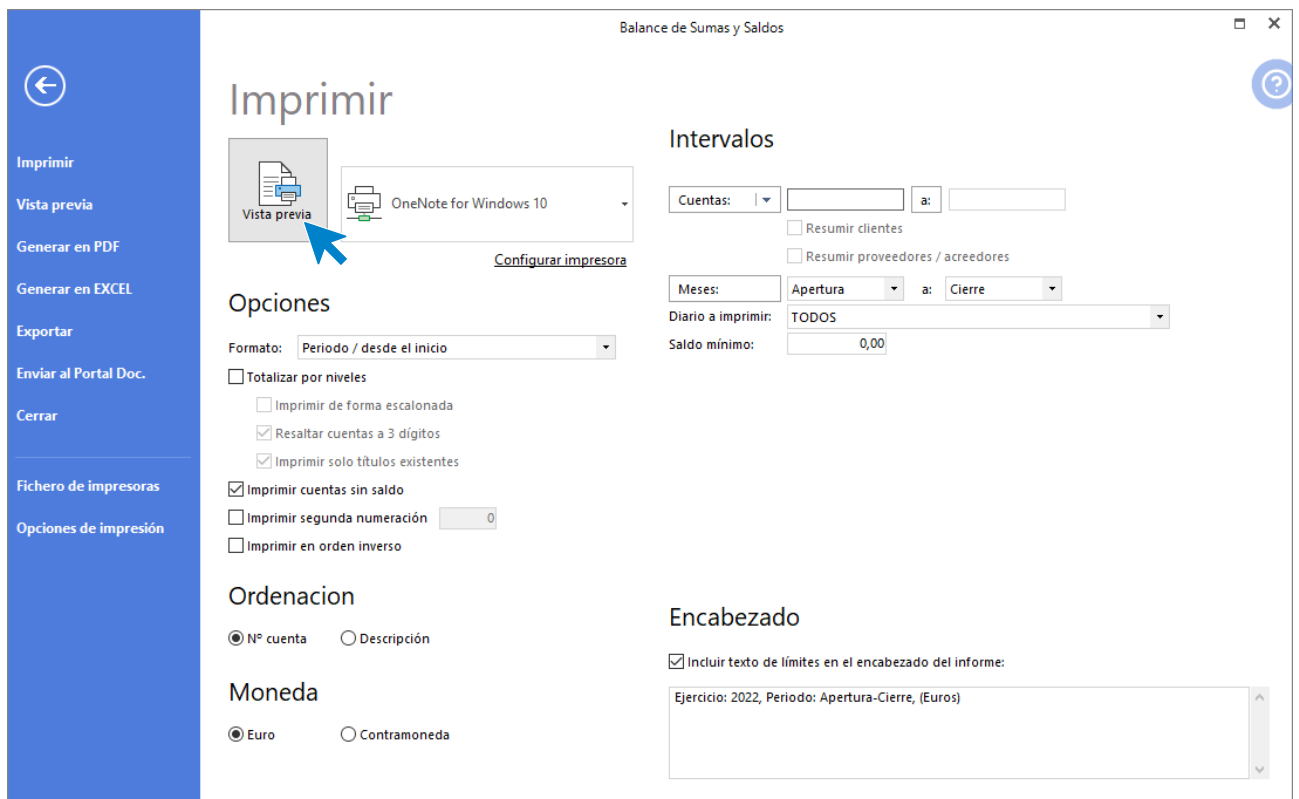 Balance de Sumas y Saldos
Imprimir
Vista previa
Generar en PDF
Generar en EXCEL
Exportar
Enviar al Portal Doc.
Cerrar
Fichero de impresoras
Opciones de impresión
Imprimir
Vista previa
OneNote for Windows 10
Configurar impresora
Opciones
Formato: Periodo / desde el inicio
Totalizar por niveles
Imprimir de forma escalonada
Resaltar cuentas a 3 dígitos
Imprimir solo títulos existentes
Imprimir cuentas sin saldo
Imprimir segunda numeración 0
Imprimir en orden inverso
Ordenacion
Nº cuenta Descripción
Moneda
Euro Contramoneda
?
Intervalos
Cuentas: a:
Resumir clientes
Resumir proveedores / acreedores
Meses: Apertura a: Cierre
Diario a imprimir: TODOS
Saldo mínimo: 0,00
Encabezado
Incluir texto de límites en el encabezado del informe:
Ejercicio: 2022, Periodo: Apertura-Cierre, (Euros)